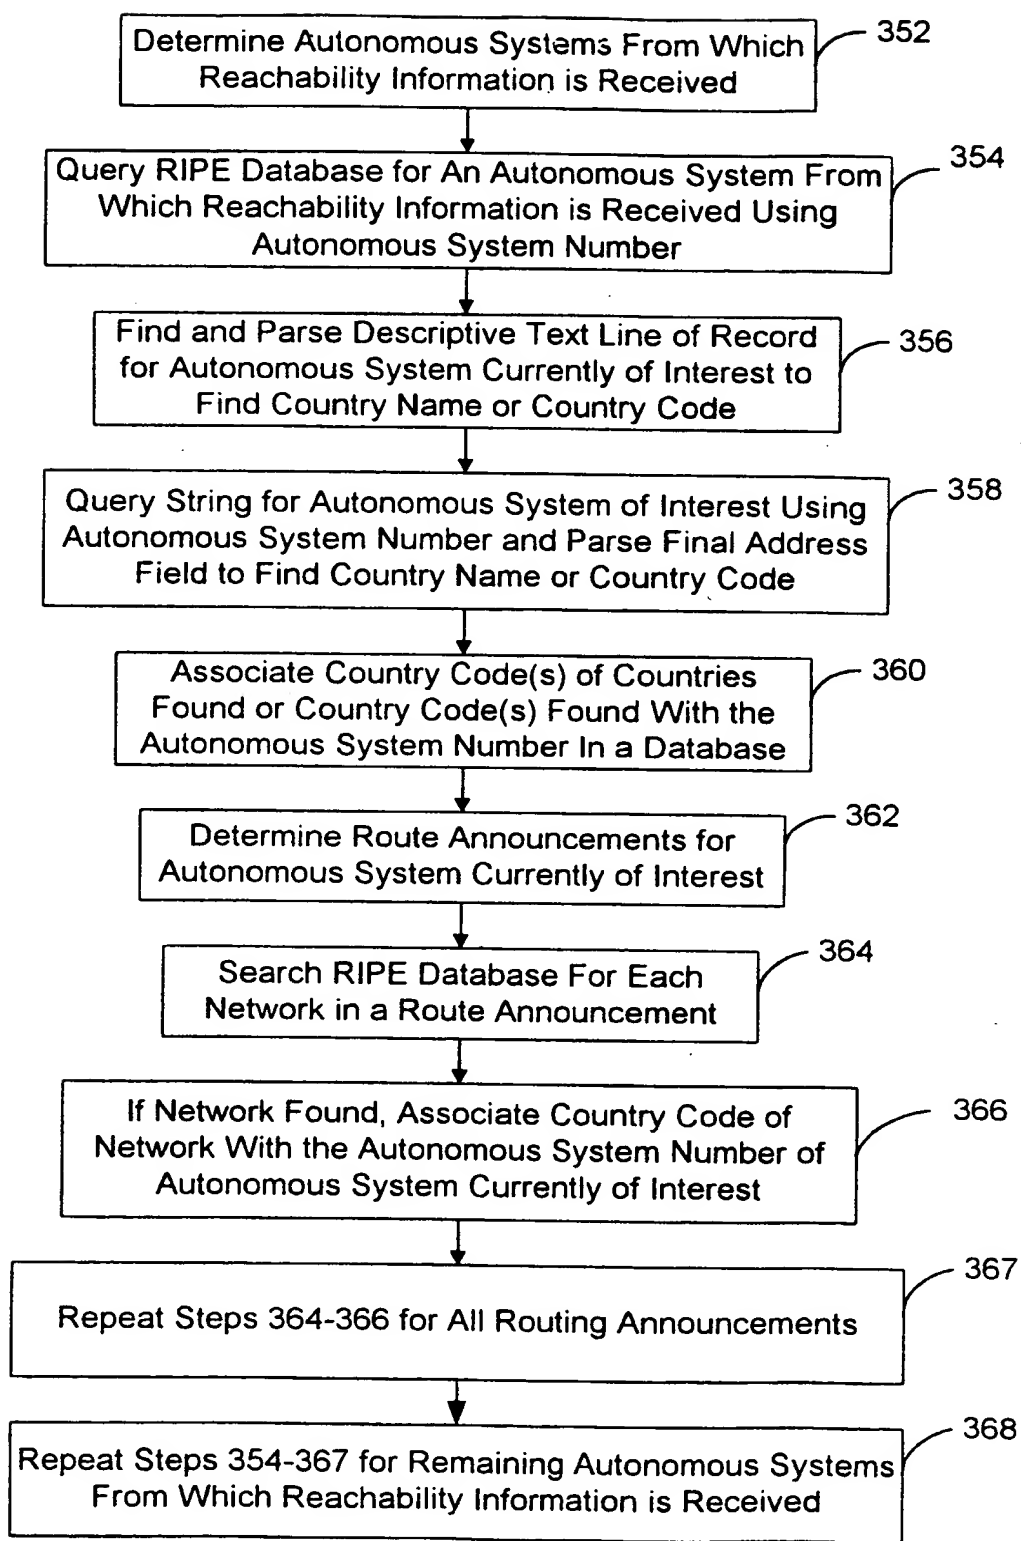 Determine Autonomous Systems From Which
Reachability Information is Received
352
Query RIPE Database for An Autonomous System From
Which Reachability Information is Received Using
Autonomous System Number
354
Find and Parse Descriptive Text Line of Record
for Autonomous System Currently of Interest to
Find Country Name or Country Code
356
Query String for Autonomous System of Interest Using
Autonomous System Number and Parse Final Address
Field to Find Country Name or Country Code
358
Associate Country Code(s) of Countries
Found or Country Code(s) Found With the
Autonomous System Number In a Database
360
Determine Route Announcements for
Autonomous System Currently of Interest
362
Search RIPE Database For Each
Network in a Route Announcement
364
If Network Found, Associate Country Code of
Network With the Autonomous System Number of
Autonomous System Currently of Interest
366
Repeat Steps 364-366 for All Routing Announcements
367
Repeat Steps 354-367 for Remaining Autonomous Systems
From Which Reachability Information is Received
368